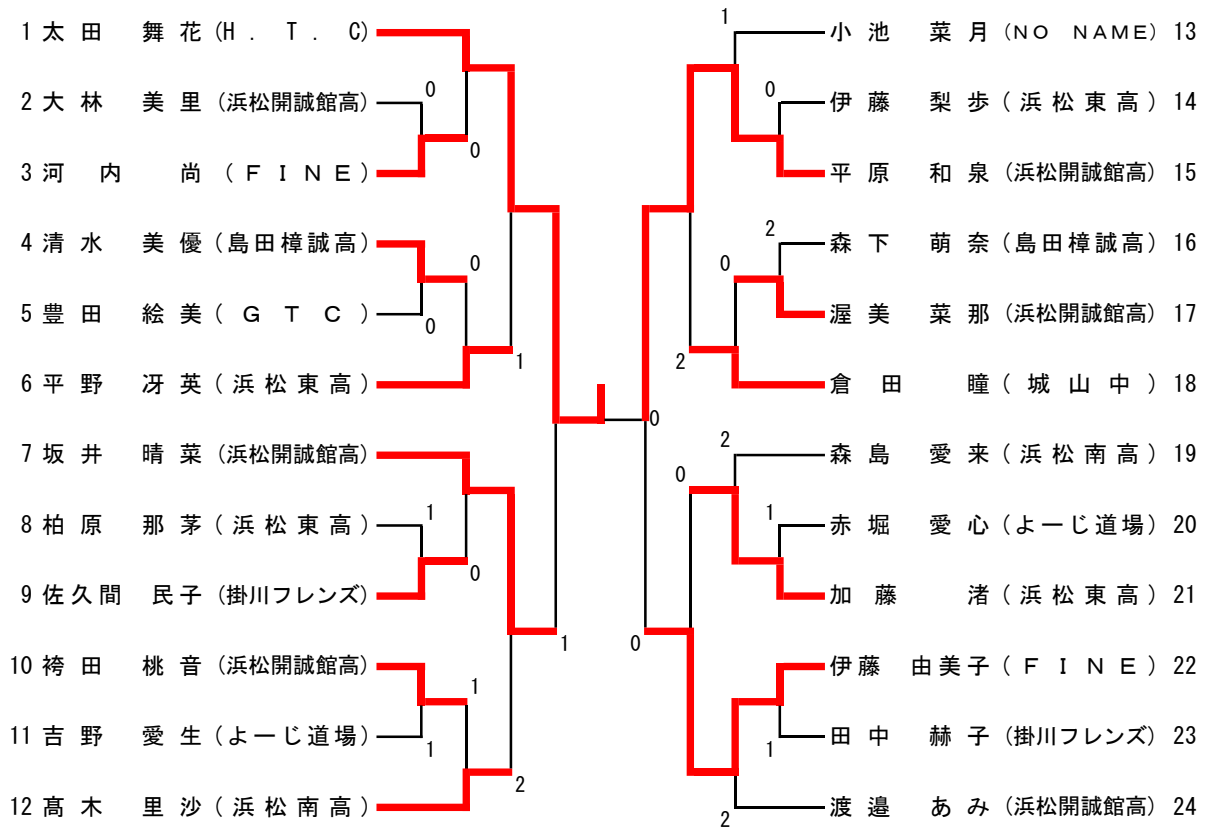 1 太田 舞花 (H . T . C)
0
2 大林 美里 (浜松開誠館高)
0
3 河内 尚 (FINE)
4 清水 美優 (島田樟誠高)
0
5 豊田 絵美 (GTC)
0
1
6 平野 冴英 (浜松東高)
7 坂井 晴菜 (浜松開誠館高)
1
8 柏原 那茅 (浜松東高)
0
9 佐久間 民子 (掛川フレンズ)
1
10 袴田 桃音 (浜松開誠館高)
1
11 吉野 愛生 (よーじ道場)
1
2
12 髙木 里沙 (浜松南高)
1
小池 菜月 (NO NAME) 13
0
伊藤 梨歩 (浜松東高) 14
平原 和泉 (浜松開誠館高) 15
2
森下 萌奈 (島田樟誠高) 16
0
渥美 菜那 (浜松開誠館高) 17
2
倉田 瞳 (城山中) 18
0
2
森島 愛来 (浜松南高) 19
0
1
赤堀 愛心 (よーじ道場) 20
加藤 渚 (浜松東高) 21
0
伊藤 由美子 (FINE) 22
田中 赫子 (掛川フレンズ) 23
1
渡邉 あみ (浜松開誠館高) 24
2